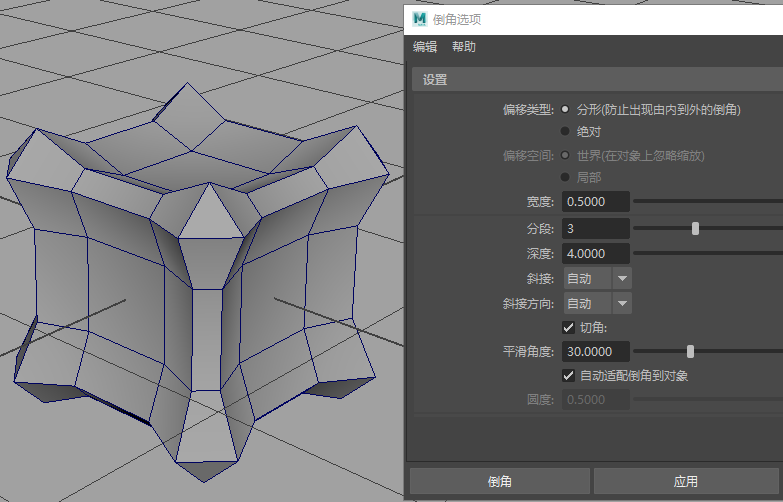 倒角选项
编辑 帮助
设置
偏移类型: 分形(防止出现由内到外的倒角)
绝对
偏移空间: 世界(在对象上忽略缩放)
局部
宽度: 0.5000
分段: 3
深度: 4.0000
斜接: 自动
斜接方向: 自动
切角:
平滑角度: 30.0000
自动适配倒角到对象
圆度: 0.5000
倒角 应用